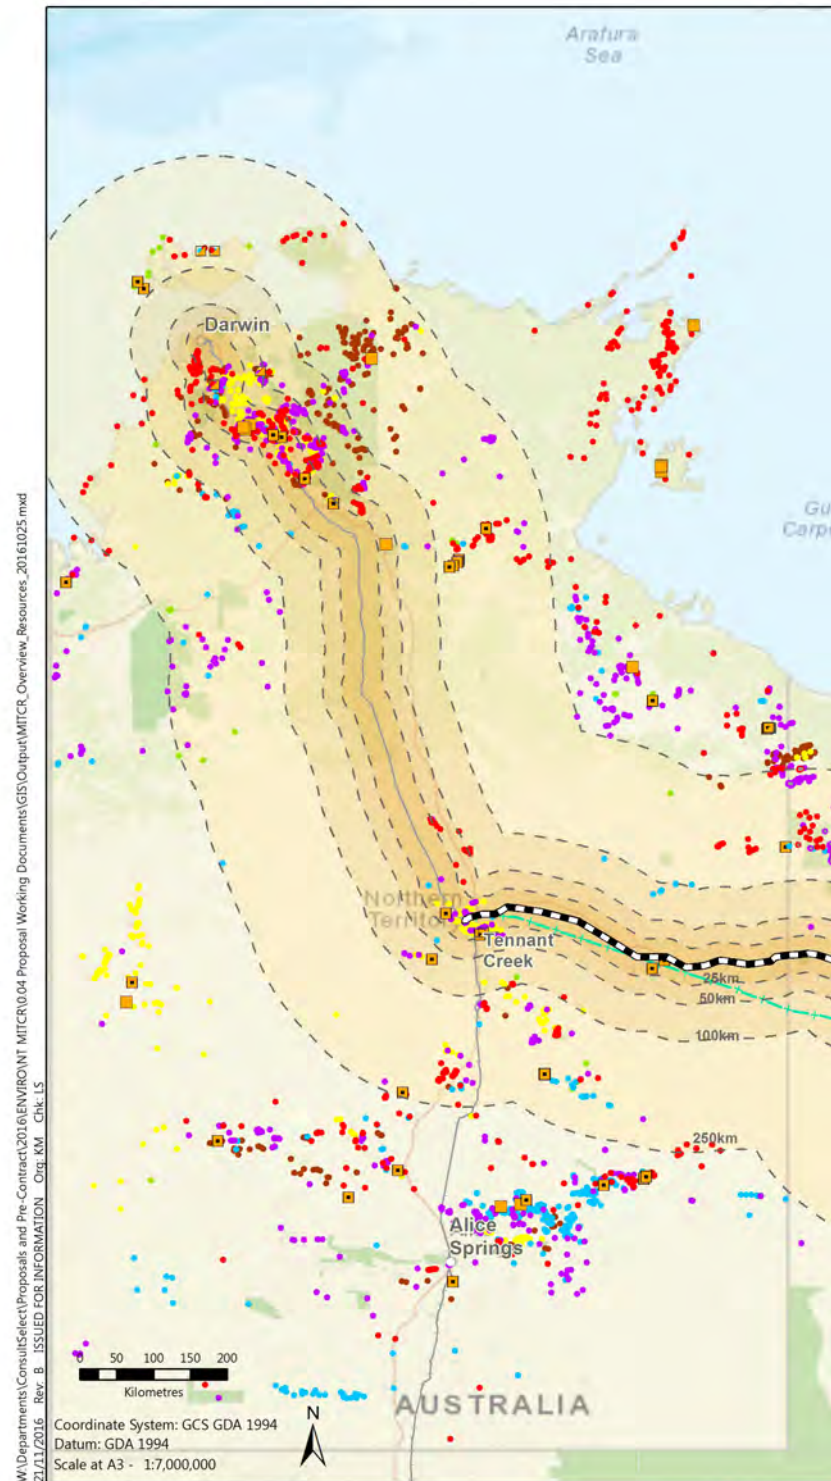 Arafura
Sea
Darwin
Gu
Carp
Northern
Territory
Tennant
Creek
25km
50km
100km
250km
Alice
Springs
0 50 100 150 200
Kilometres
AUSTRALIA
N
Coordinate System: GCS GDA 1994
Datum: GDA 1994
Scale at A3 - 1:7,000,000
W:\Departments\ConsultSelect\Proposals and Pre-Contract\2016\ENVIRO\NT MITCR\0.04 Proposal Working Documents\GIS\Output\MITCR_Overview_Resources_20161025.mxd
21/11/2016 Rev: B ISSUED FOR INFORMATION Org: KM Chk: LS